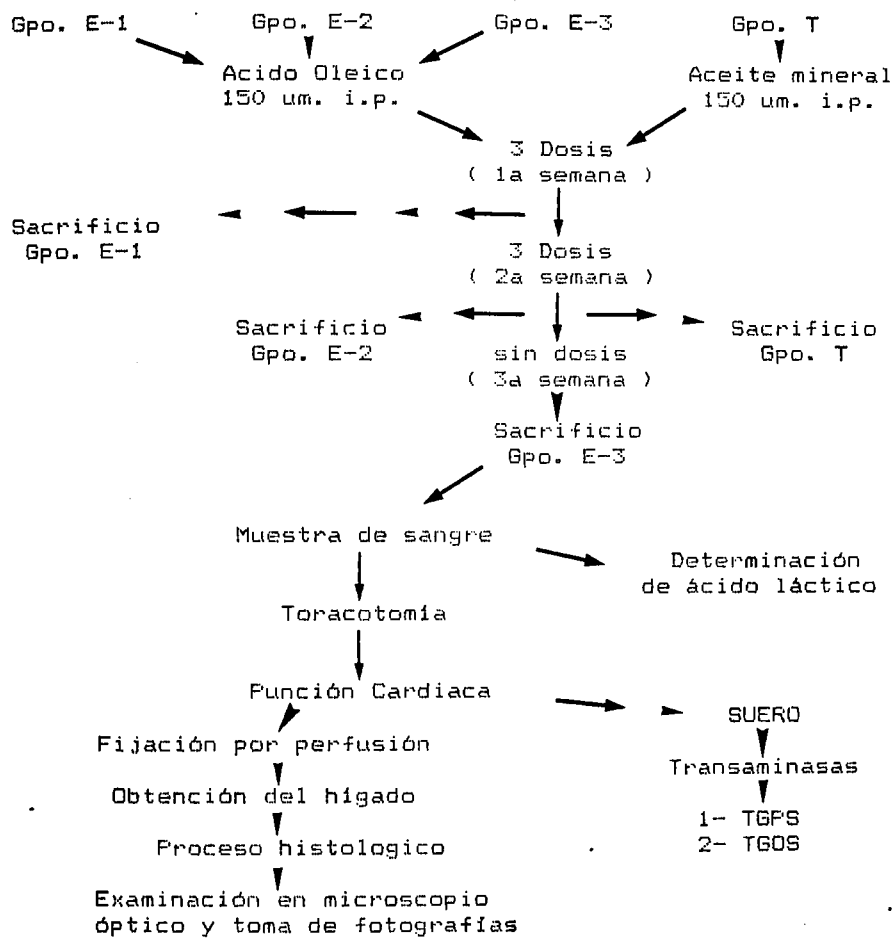 Gpo. E-1 Gpo. E-2 Gpo. E-3 Gpo. T
Acido Oleico Aceite mineral
150 um. i.p. 150 um. i.p.
3 Dosis
( 1a semana )
Sacrificio
Gpo. E-1
3 Dosis
( 2a semana )
Sacrificio
Gpo. E-2
Sacrificio
Gpo. T
sin dosis
( 3a semana )
Sacrificio
Gpo. E-3
Muestra de sangre
Determinación
de ácido láctico
Toracotomía
Punción Cardiaca
SUERO
Fijación por perfusión
Transaminasas
Obtención del hígado
1- TGPS
2- TGOS
Proceso histologico
Examinación en microscopio
óptico y toma de fotografías